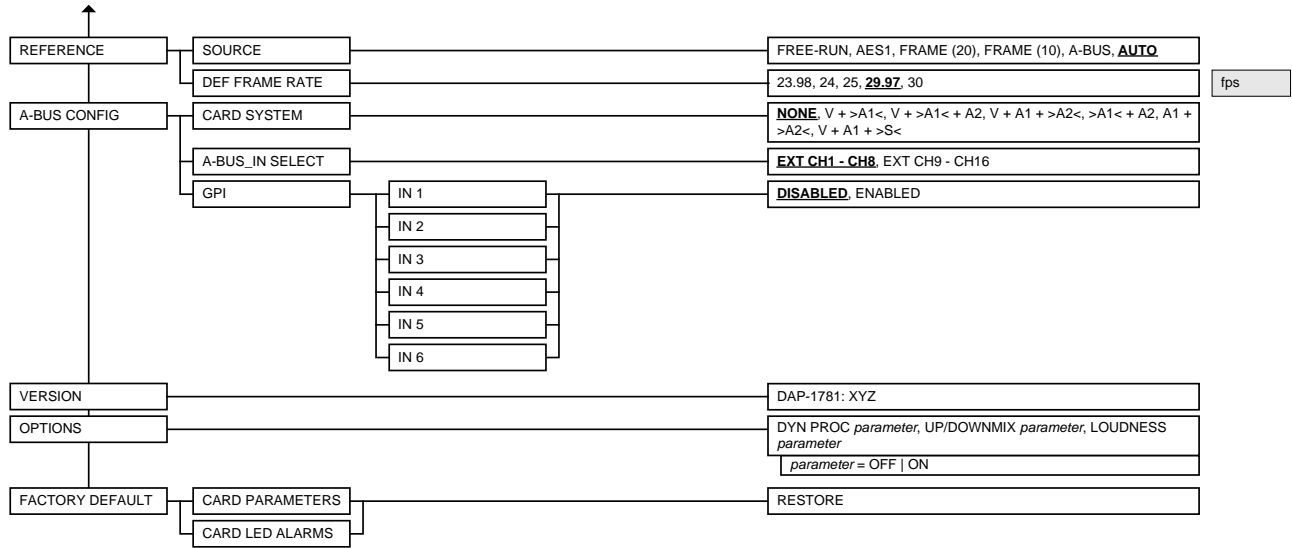 REFERENCE
SOURCE
FREE-RUN, AES1, FRAME (20), FRAME (10), A-BUS, AUTO
DEF FRAME RATE
23.98, 24, 25, 29.97, 30
fps
A-BUS CONFIG
CARD SYSTEM
NONE, V + >A1<, V + >A1< + A2, V + A1 + >A2<, >A1< + A2, A1 +
>A2<, V + A1 + >S<
A-BUS_IN SELECT
EXT CH1 - CH8, EXT CH9 - CH16
GPI
IN 1
DISABLED, ENABLED
IN 2
IN 3
IN 4
IN 5
IN 6
VERSION
DAP-1781: XYZ
OPTIONS
DYN PROC parameter, UP/DOWNMIX parameter, LOUDNESS
parameter
parameter = OFF | ON
FACTORY DEFAULT
CARD PARAMETERS
RESTORE
CARD LED ALARMS